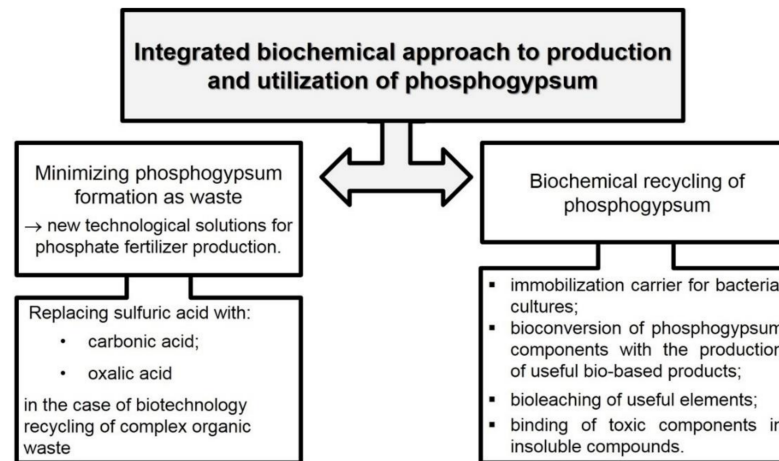 Integrated biochemical approach to production
and utilization of phosphogypsum
Minimizing phosphogypsum
formation as waste
→ new technological solutions for
phosphate fertilizer production.
Replacing sulfuric acid with:
• carbonic acid;
• oxalic acid
in the case of biotechnology
recycling of complex organic
waste
Biochemical recycling of
phosphogypsum
▪ immobilization carrier for bacterial
cultures;
▪ bioconversion of phosphogypsum
components with the production
of useful bio-based products;
▪ bioleaching of useful elements;
▪ binding of toxic components in
insoluble compounds.